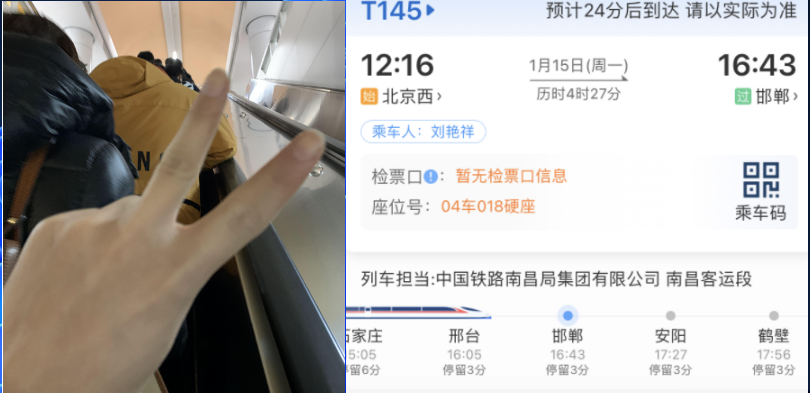 AN
T145
预计24分后到达 请以实际为准
12:16
1月15日(周一)
16:43
始 北京西
历时4时27分
过 邯郸
乘车人：刘艳祥
检票口：暂无检票口信息
座位号：04车018硬座
乘车码
列车担当:中国铁路南昌局集团有限公司 南昌客运段
家庄 邢台 邯郸 安阳 鹤壁
5:05 16:05 16:43 17:27 17:56
停留6分 停留3分 停留3分 停留3分 停留3分